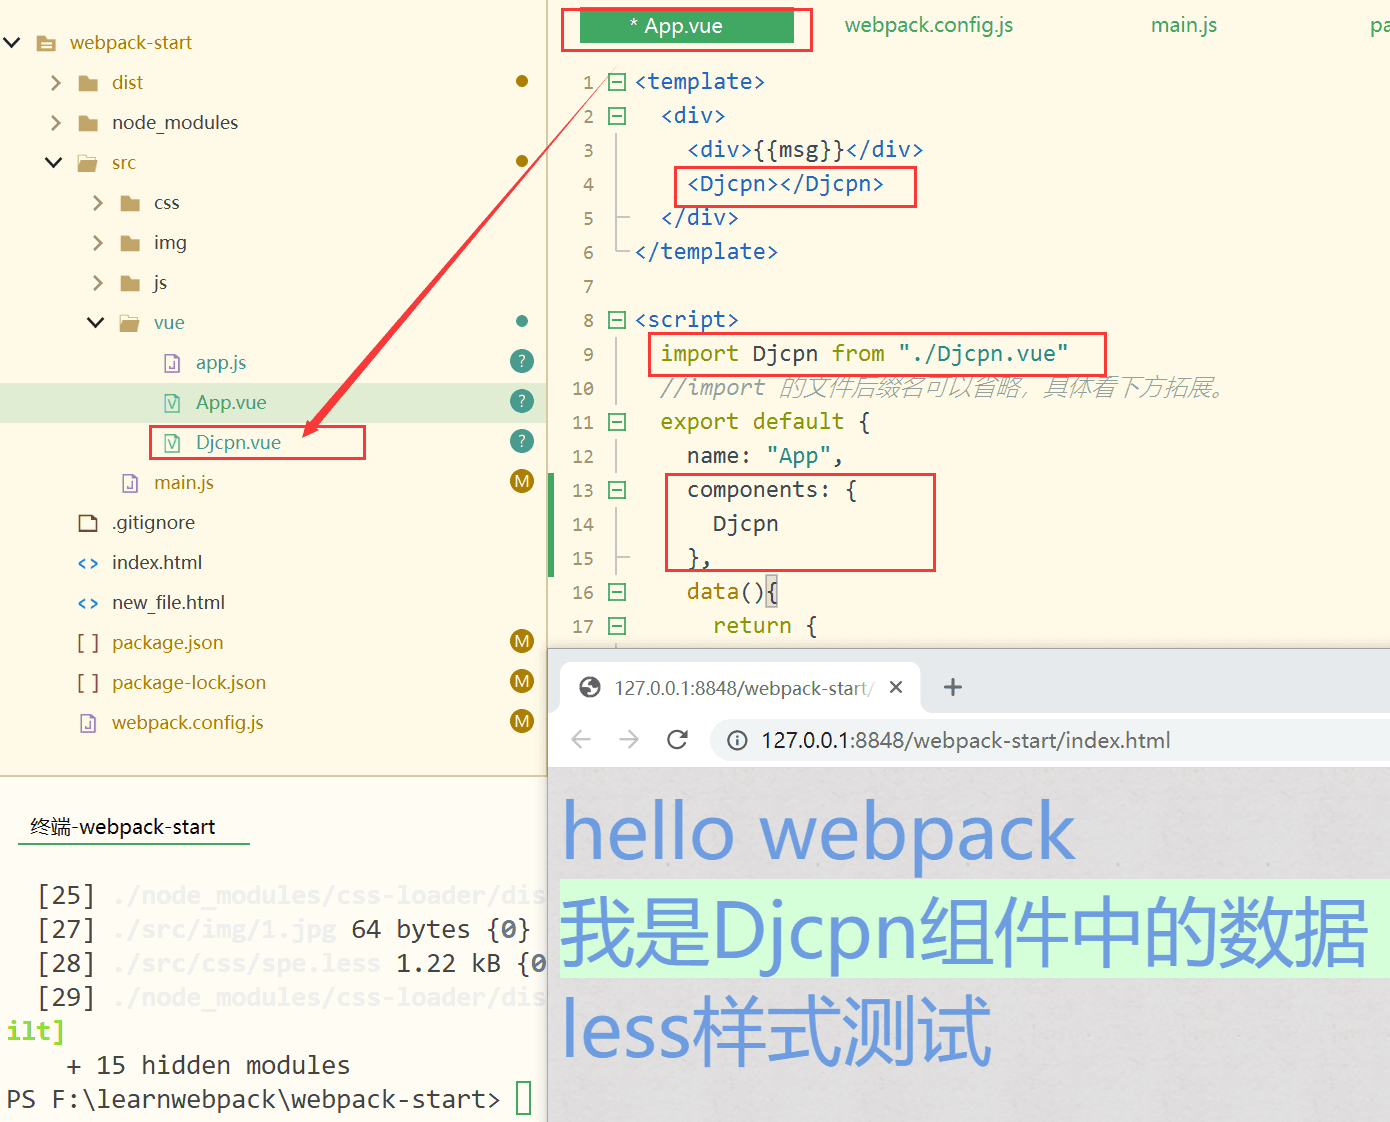 webpack-start
dist
node_modules
src
css
img
js
vue
app.js
?
App.vue
?
Djcpn.vue
?
main.js
M
.gitignore
index.html
new_file.html
package.json
M
package-lock.json
M
webpack.config.js
M
* App.vue
webpack.config.js
main.js
pa
1 <template>
2 <div>
3 <div>{{msg}}</div>
4 <Djcpn></Djcpn>
5 </div>
6 </template>
7
8 <script>
9 import Djcpn from "./Djcpn.vue"
10 //import 的文件后缀名可以省略，具体看下方拓展。
11 export default {
12 name: "App",
13 components: {
14 Djcpn
15 },
16 data(){
17 return {
终端-webpack-start
[25] ./node_modules/css-loader/dis
[27] ./src/img/1.jpg 64 bytes {0}
[28] ./src/css/spe.less 1.22 kB {0
[29] ./node_modules/css-loader/dis
ilt]
+ 15 hidden modules
PS F:\learnwebpack\webpack-start>
127.0.0.1:8848/webpack-start/
127.0.0.1:8848/webpack-start/index.html
hello webpack
我是Djcpn组件中的数据
less样式测试